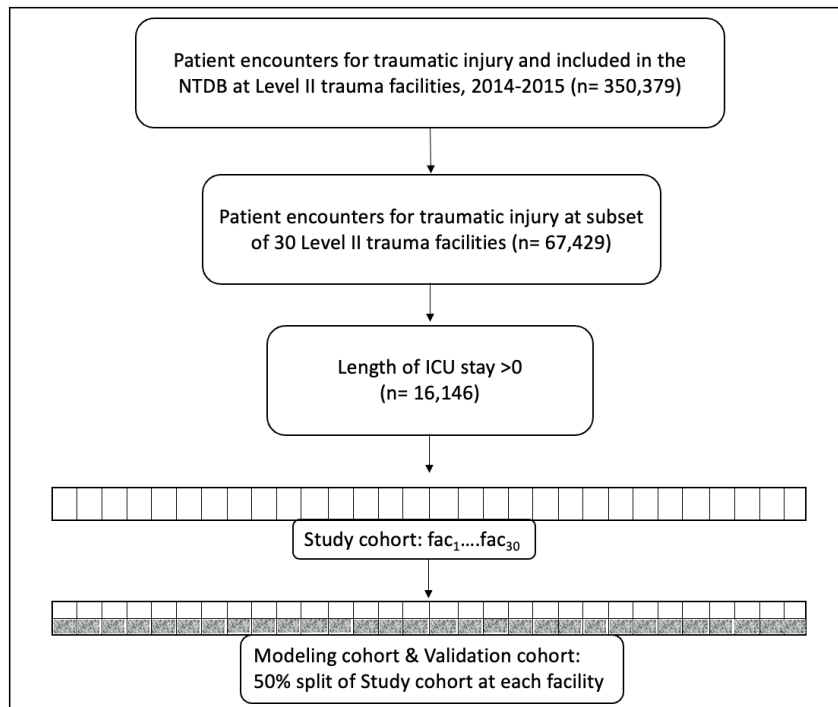 Patient encounters for traumatic injury and included in the
NTDB at Level II trauma facilities, 2014-2015 (n= 350,379)
Patient encounters for traumatic injury at subset
of 30 Level II trauma facilities (n= 67,429)
Length of ICU stay >0
(n= 16,146)
Study cohort: fac₁....fac₃₀
Modeling cohort & Validation cohort:
50% split of Study cohort at each facility